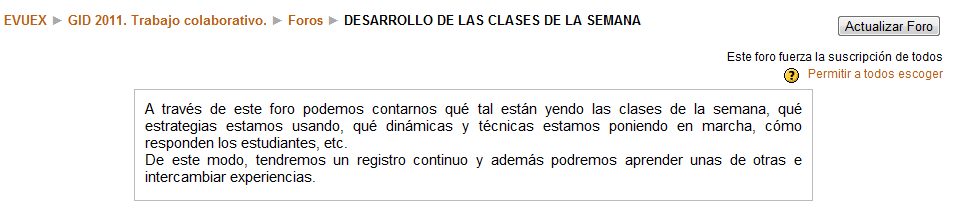 EVUEX ► GID 2011. Trabajo colaborativo. ► Foros ► DESARROLLO DE LAS CLASES DE LA SEMANA
Actualizar Foro
Este foro fuerza la suscripción de todos
? Permitir a todos escoger
A través de este foro podemos contarnos qué tal están yendo las clases de la semana, qué
estrategias estamos usando, qué dinámicas y técnicas estamos poniendo en marcha, cómo
responden los estudiantes, etc.
De este modo, tendremos un registro continuo y además podremos aprender unas de otras e
intercambiar experiencias.